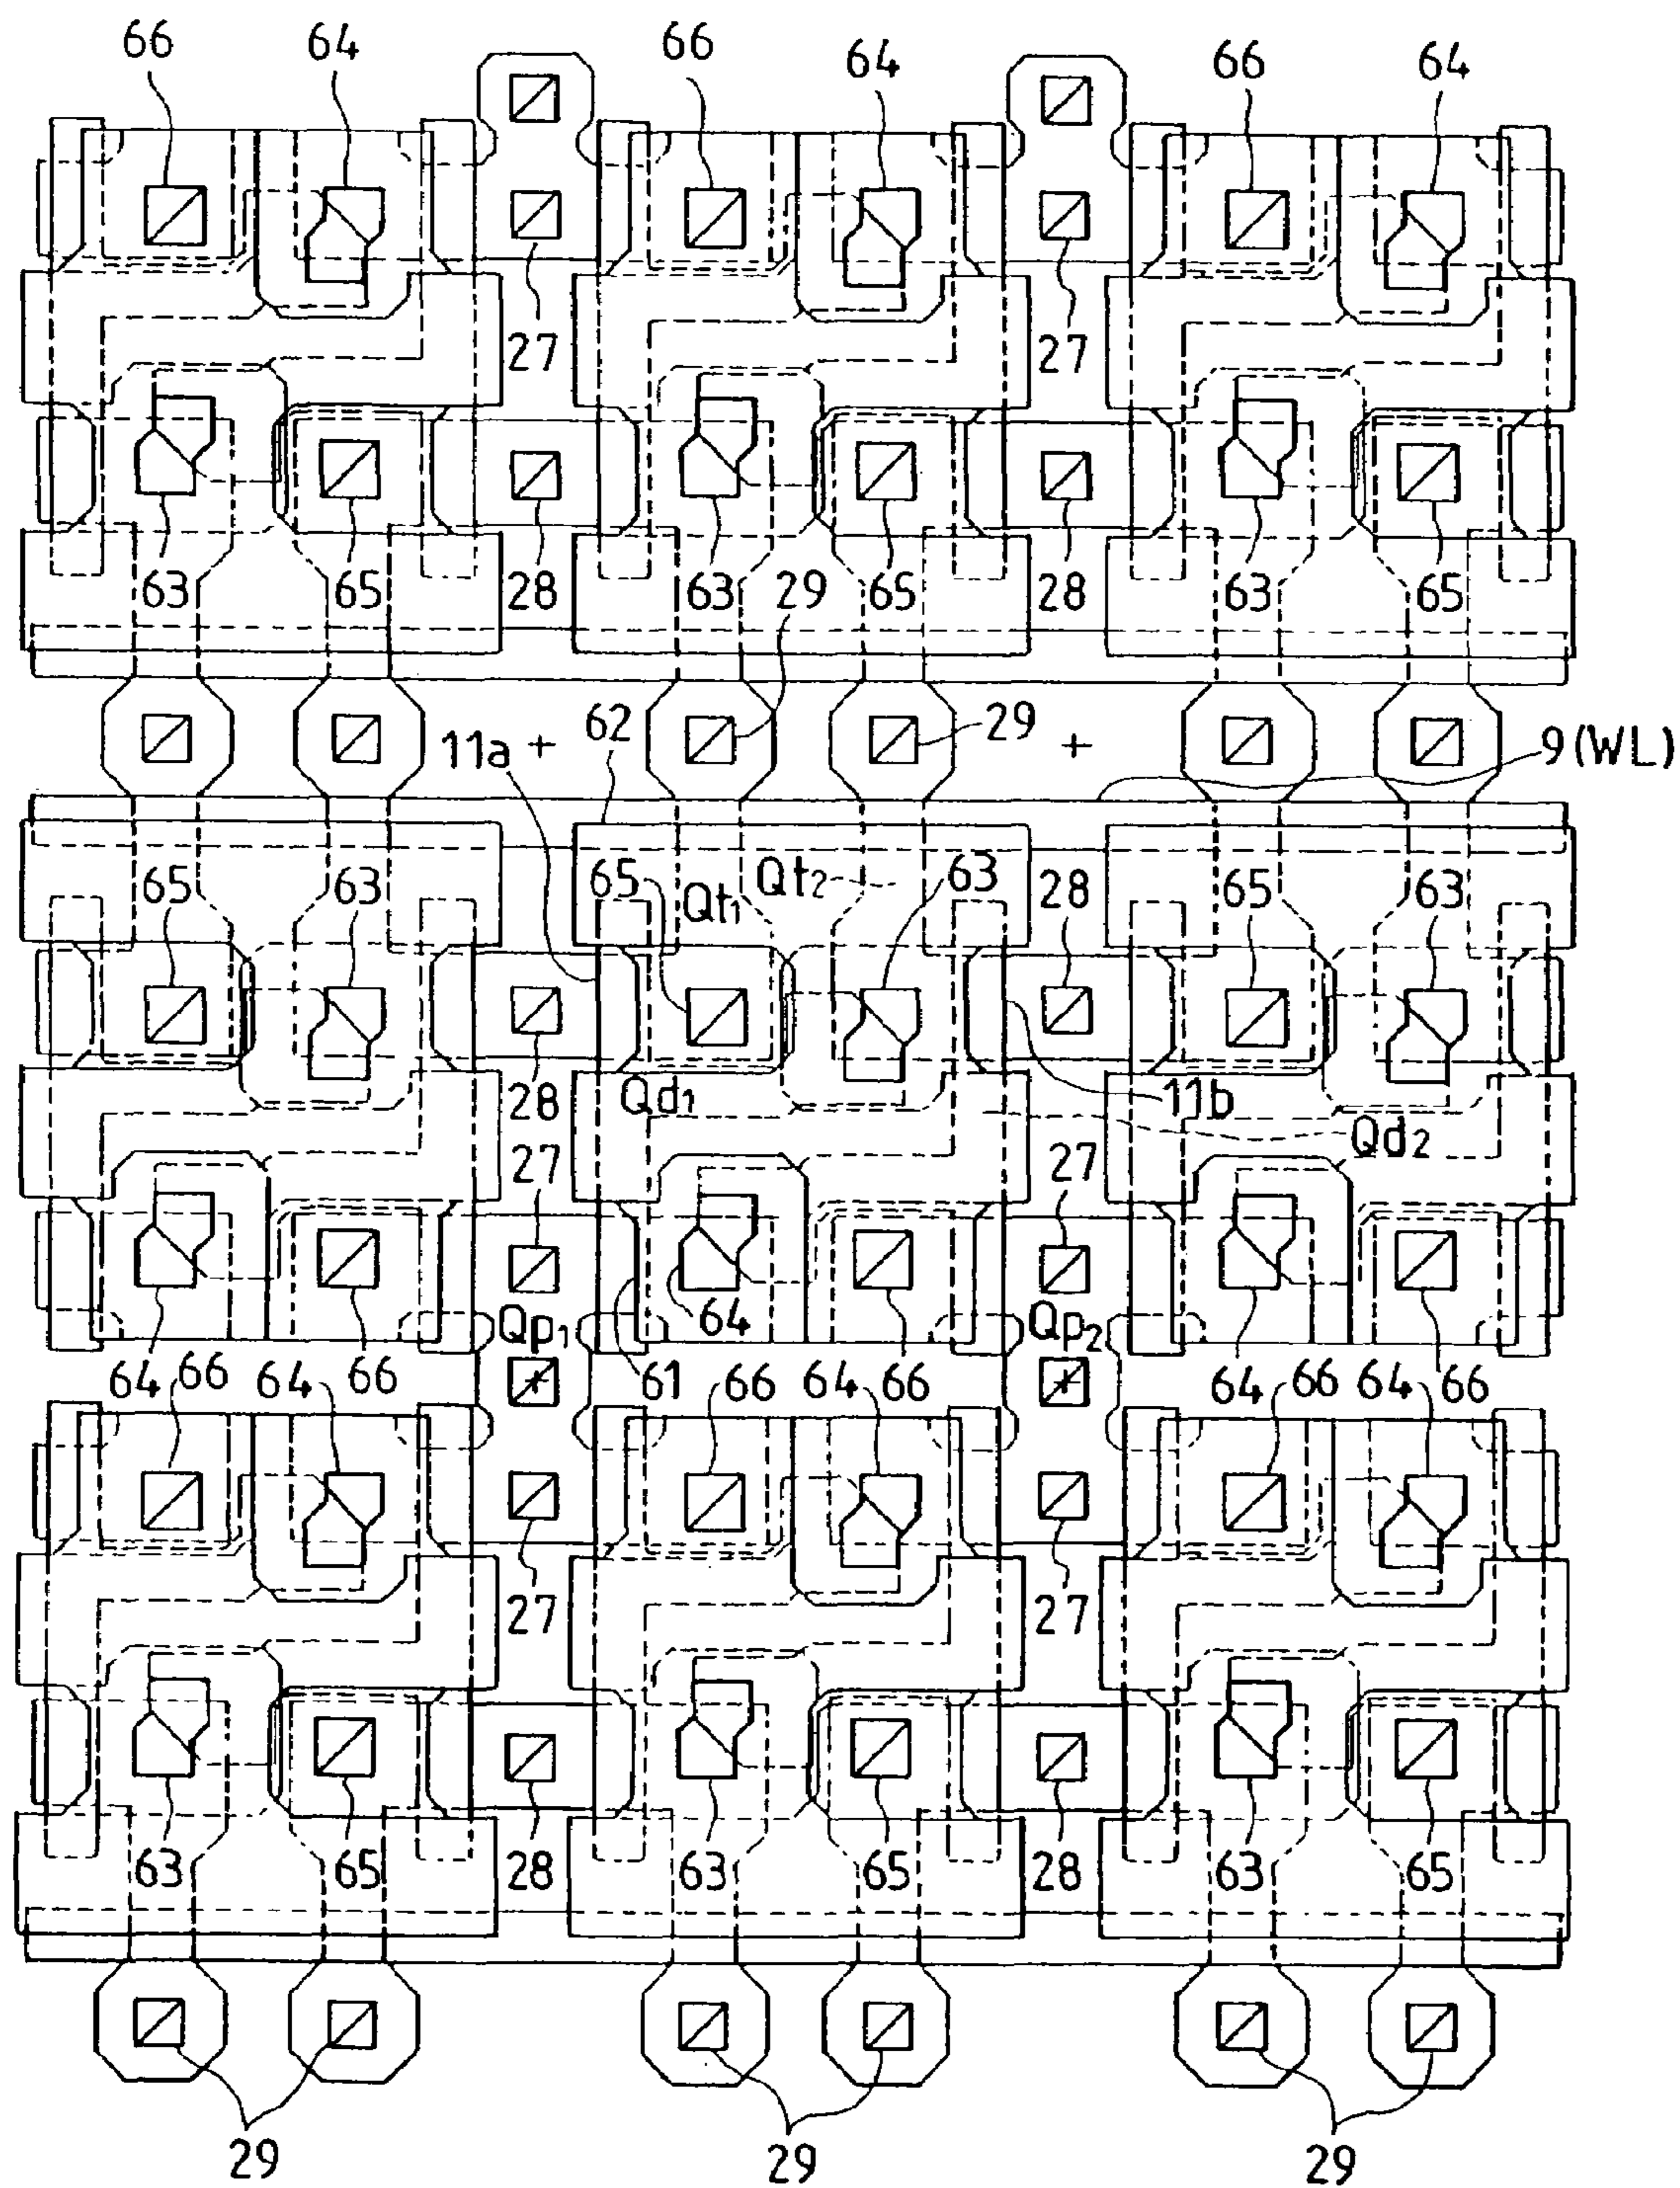 66 64 66 64 66 64
27 27
63 65 28 63 29 65 28 63 65
11a + 62 29 + 9(WL)
65 63 65 Qt1 Qt2 63 28 65 63
28 Qd1 11b
27 27 Qd2
Qp1 64 Qp2
64 66 64 66 61 66 64 66 64 66 64 66
27 27
63 65 28 63 65 28 63 65
29 29 29